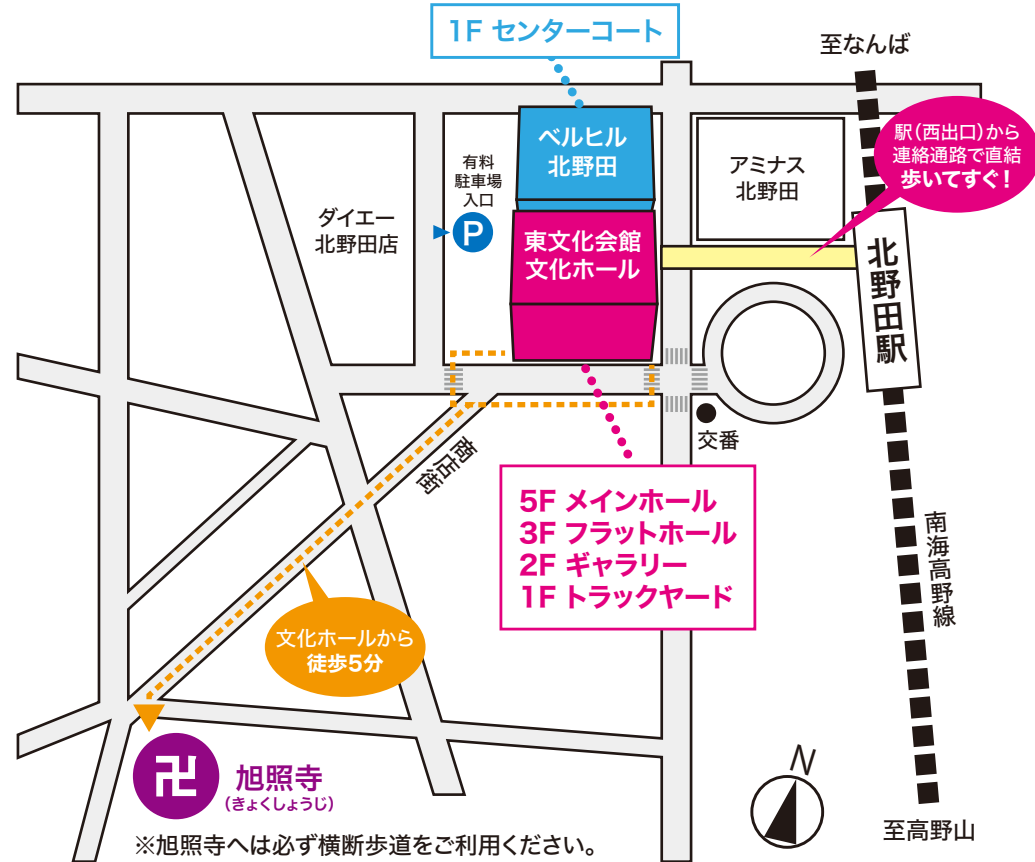 1F センターコート
至なんば
駅(西出口)から
連絡通路で直結
歩いてすぐ!
ベルヒル
北野田
アミナス
北野田
有料
駐車場
入口
P
ダイエー
北野田店
東文化会館
文化ホール
北野田駅
交番
商店街
5F メインホール
3F フラットホール
2F ギャラリー
1F トラックヤード
南海高野線
文化ホールから
徒歩5分
卍
旭照寺
(きょくしょうじ)
N
至高野山
※旭照寺へは必ず横断歩道をご利用ください。